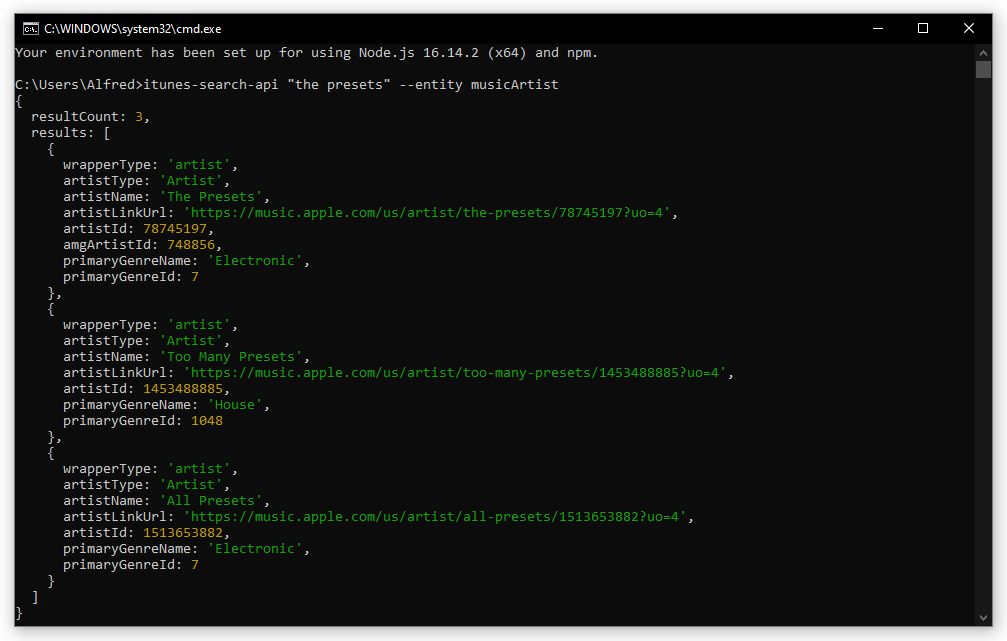 C:\WINDOWS\system32\cmd.exe
Your environment has been set up for using Node.js 16.14.2 (x64) and npm.
C:\Users\Alfred>itunes-search-api "the presets" --entity musicArtist
{
  resultCount: 3,
  results: [
    {
      wrapperType: 'artist',
      artistType: 'Artist',
      artistName: 'The Presets',
      artistLinkUrl: 'https://music.apple.com/us/artist/the-presets/78745197?uo=4',
      artistId: 78745197,
      amgArtistId: 748856,
      primaryGenreName: 'Electronic',
      primaryGenreId: 7
    },
    {
      wrapperType: 'artist',
      artistType: 'Artist',
      artistName: 'Too Many Presets',
      artistLinkUrl: 'https://music.apple.com/us/artist/too-many-presets/1453488885?uo=4',
      artistId: 1453488885,
      primaryGenreName: 'House',
      primaryGenreId: 1048
    },
    {
      wrapperType: 'artist',
      artistType: 'Artist',
      artistName: 'All Presets',
      artistLinkUrl: 'https://music.apple.com/us/artist/all-presets/1513653882?uo=4',
      artistId: 1513653882,
      primaryGenreName: 'Electronic',
      primaryGenreId: 7
    }
  ]
}